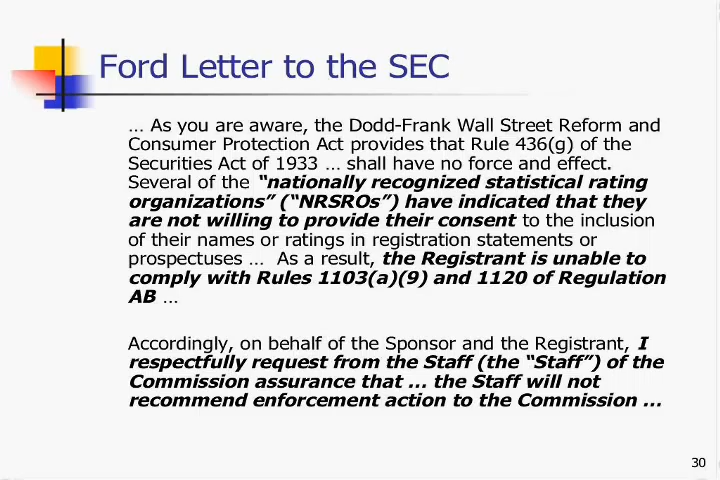 Ford Letter to the SEC
… As you are aware, the Dodd-Frank Wall Street Reform and
Consumer Protection Act provides that Rule 436(g) of the
Securities Act of 1933 … shall have no force and effect.
Several of the “nationally recognized statistical rating
organizations” (“NRSROs”) have indicated that they
are not willing to provide their consent to the inclusion
of their names or ratings in registration statements or
prospectuses … As a result, the Registrant is unable to
comply with Rules 1103(a)(9) and 1120 of Regulation
AB …
Accordingly, on behalf of the Sponsor and the Registrant, I
respectfully request from the Staff (the “Staff”) of the
Commission assurance that … the Staff will not
recommend enforcement action to the Commission …
30